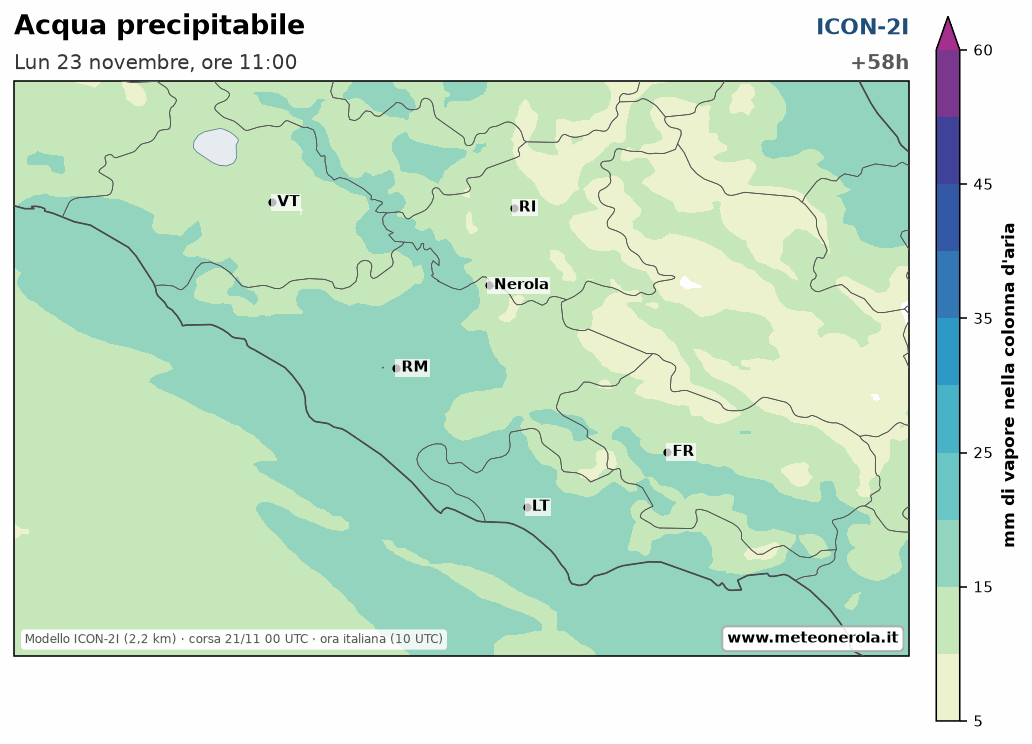 Acqua precipitabile
ICON-2I
Lun 23 novembre, ore 11:00
+58h
60
45
35
25
15
5
mm di vapore nella colonna d'aria
VT
RI
Nerola
RM
FR
LT
Modello ICON-2I (2,2 km) · corsa 21/11 00 UTC · ora italiana (10 UTC)
www.meteonerola.it